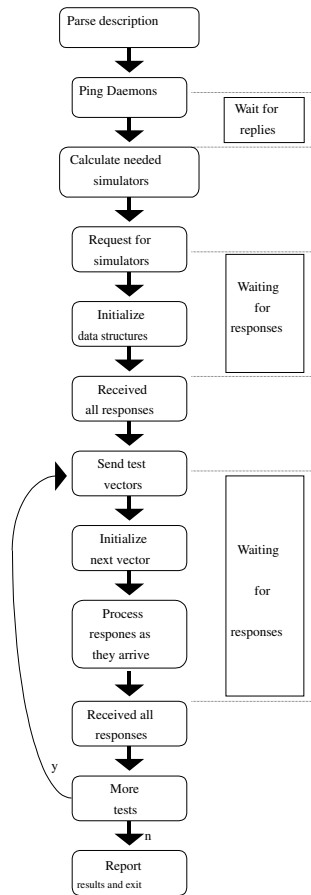 Parse description
Ping Daemons
Wait for
replies
Calculate needed
simulators
Request for
simulators
Waiting
for
responses
Initialize
data structures
Received
all responses
Send test
vectors
Initialize
next vector
Waiting
for
responses
Process
respones as
they arrive
Received all
responses
y
More
tests
n
Report
results and exit